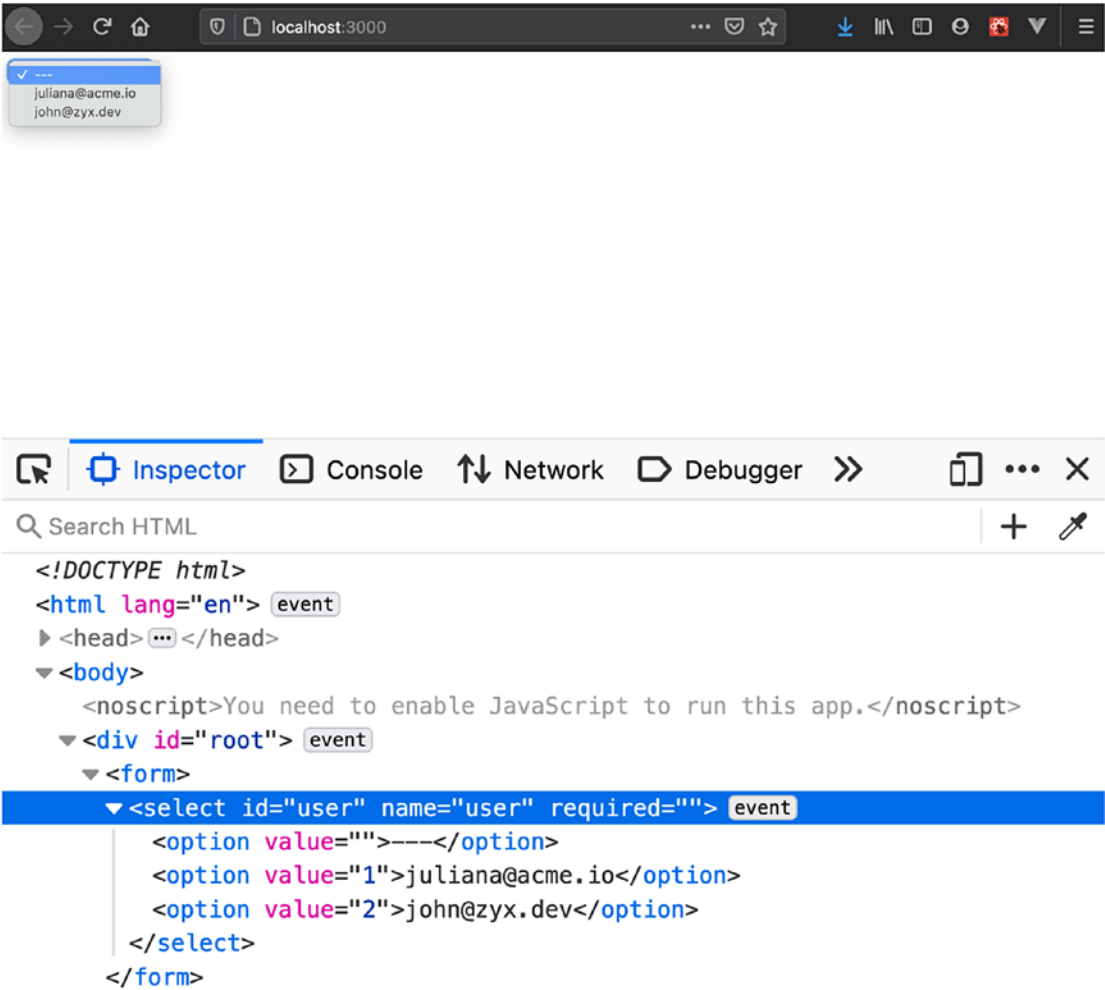 localhost:3000
✓ ---
juliana@acme.io
john@zyx.dev
Inspector Console Network Debugger
Search HTML
<!DOCTYPE html>
<html lang="en"> event
<head> ••• </head>
<body>
<noscript>You need to enable JavaScript to run this app.</noscript>
<div id="root"> event
<form>
<select id="user" name="user" required=""> event
<option value="">---</option>
<option value="1">juliana@acme.io</option>
<option value="2">john@zyx.dev</option>
</select>
</form>